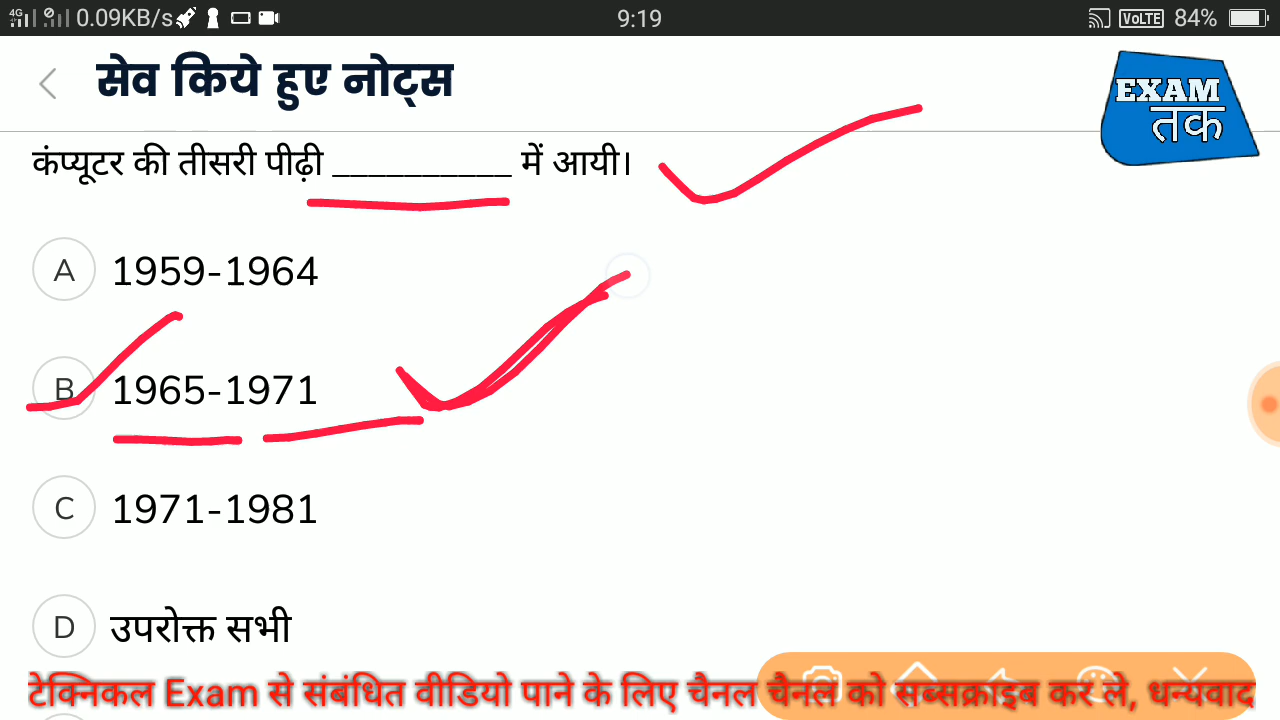 4G 0.09KB/s 9:19 VoLTE 84%
सेव किये हुए नोट्स
EXAM
तक
कंप्यूटर की तीसरी पीढ़ी __________ में आयी।
A 1959-1964
B 1965-1971
C 1971-1981
D उपरोक्त सभी
टेक्निकल Exam से संबंधित वीडियो पाने के लिए चैनल चैनल को सब्सक्राइब कर ले, धन्यवाद